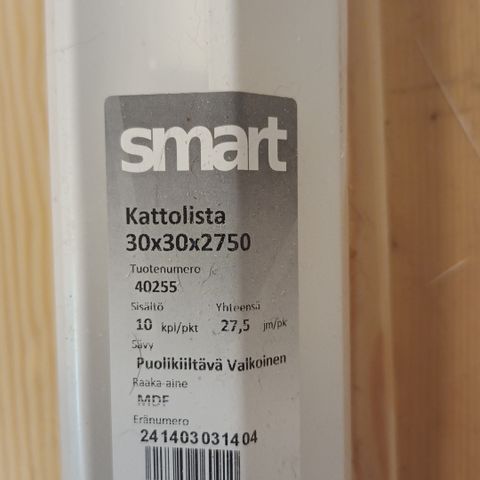 smart
Kattolista
30x30x2750
Tuotenumero
40255
Sisältö Yhteensä
10 kpl/pkt 27,5 jm/pk
Sävy
Puolikiiltävä Valkoinen
Raaka-aine
MDF
Eränumero
241403031404